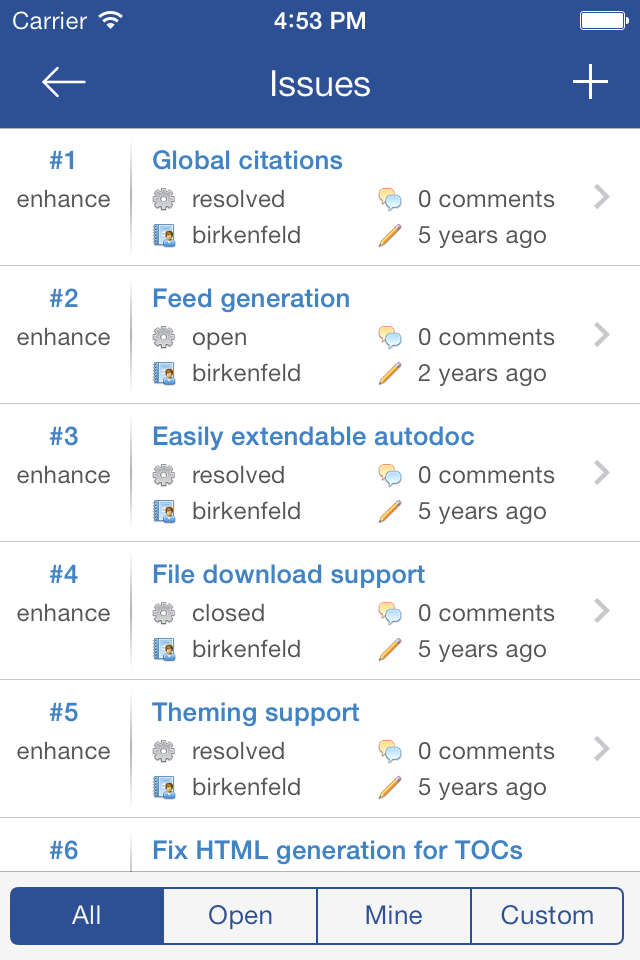 Carrier 4:53 PM
Issues
#1 Global citations
enhance resolved 0 comments
birkenfeld 5 years ago
#2 Feed generation
enhance open 0 comments
birkenfeld 2 years ago
#3 Easily extendable autodoc
enhance resolved 0 comments
birkenfeld 5 years ago
#4 File download support
enhance closed 0 comments
birkenfeld 5 years ago
#5 Theming support
enhance resolved 0 comments
birkenfeld 5 years ago
#6 Fix HTML generation for TOCs
All Open Mine Custom